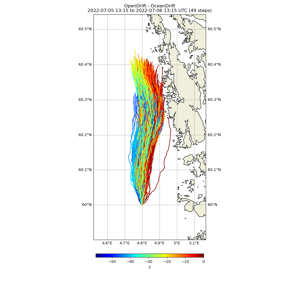 OpenDrift - OceanDrift
2022-07-05 13:15 to 2022-07-06 13:15 UTC (49 steps)
60.5°N 60.5°N
60.4°N 60.4°N
60.3°N 60.3°N
60.2°N 60.2°N
60.1°N 60.1°N
60°N 60°N
4.6°E 4.7°E 4.8°E 4.9°E 5°E 5.1°E
−50 −40 −30 −20 −10 0
z